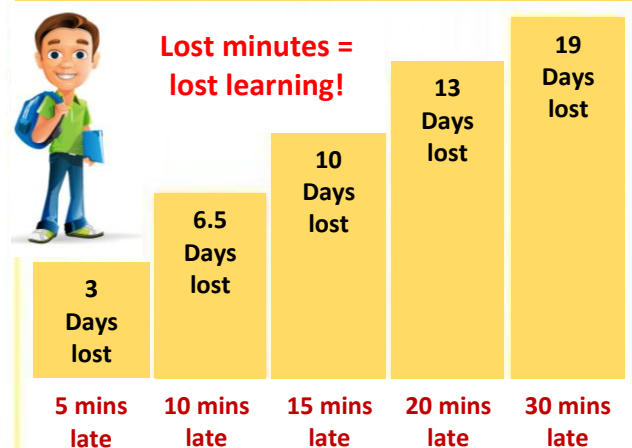 Lost minutes =
lost learning!
3
Days
lost
6.5
Days
lost
10
Days
lost
13
Days
lost
19
Days
lost
5 mins
late
10 mins
late
15 mins
late
20 mins
late
30 mins
late